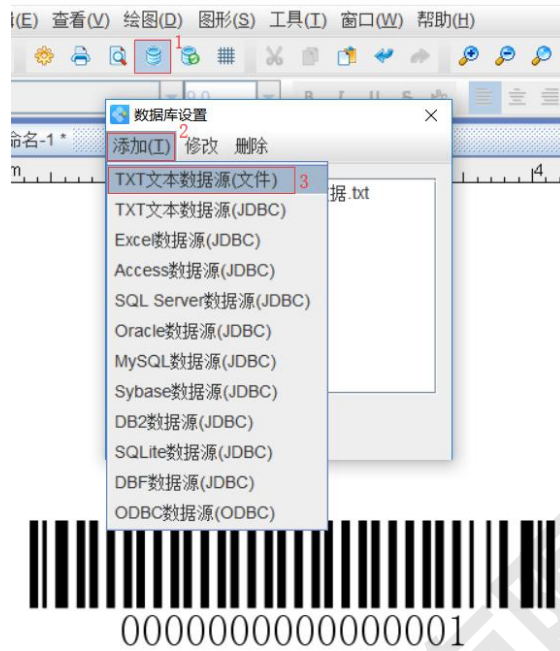 (E) 查看(V) 绘图(D) 图形(S) 工具(T) 窗口(W) 帮助(H)
1
9.0
B I U S
数据库设置
命名-1 *
2
添加(T) 修改 删除
m
4
TXT文本数据源(文件) 3
据.txt
TXT文本数据源(JDBC)
Excel数据源(JDBC)
Access数据源(JDBC)
SQL Server数据源(JDBC)
Oracle数据源(JDBC)
MySQL数据源(JDBC)
Sybase数据源(JDBC)
DB2数据源(JDBC)
SQLite数据源(JDBC)
DBF数据源(JDBC)
ODBC数据源(ODBC)
0000000000000001